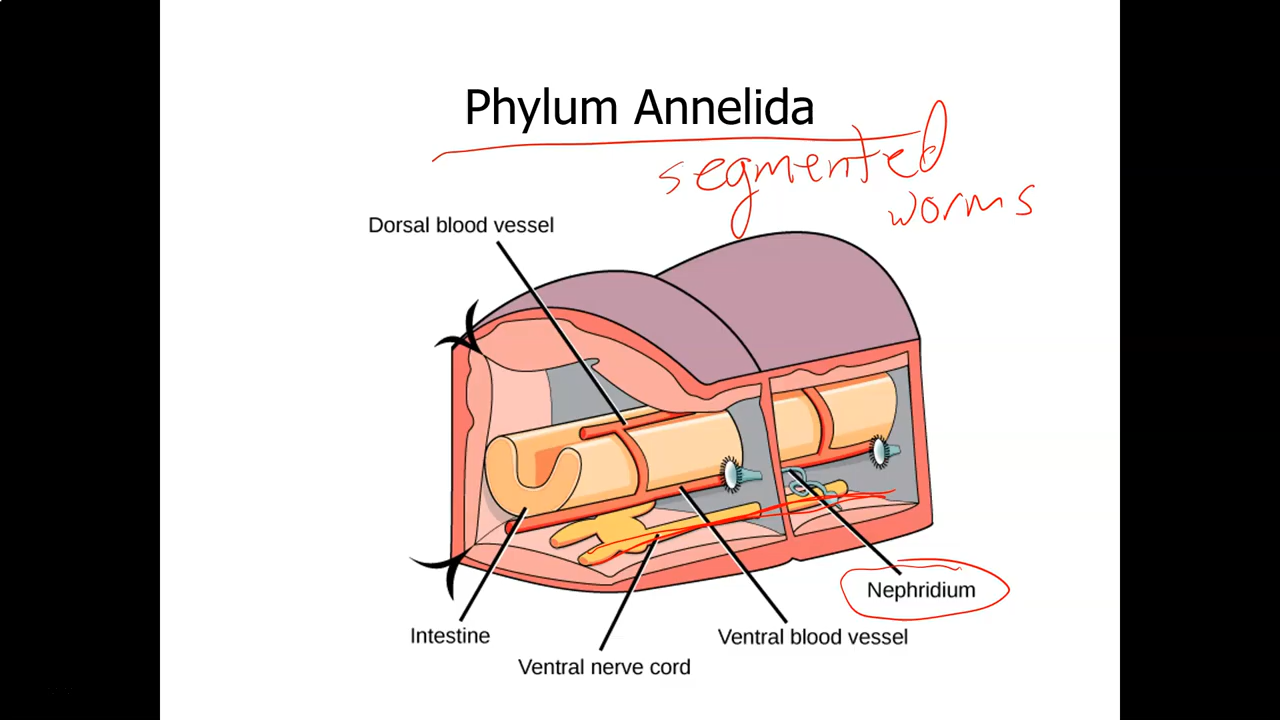 Phylum Annelida
segmented
worms
Dorsal blood vessel
Nephridium
Intestine
Ventral blood vessel
Ventral nerve cord